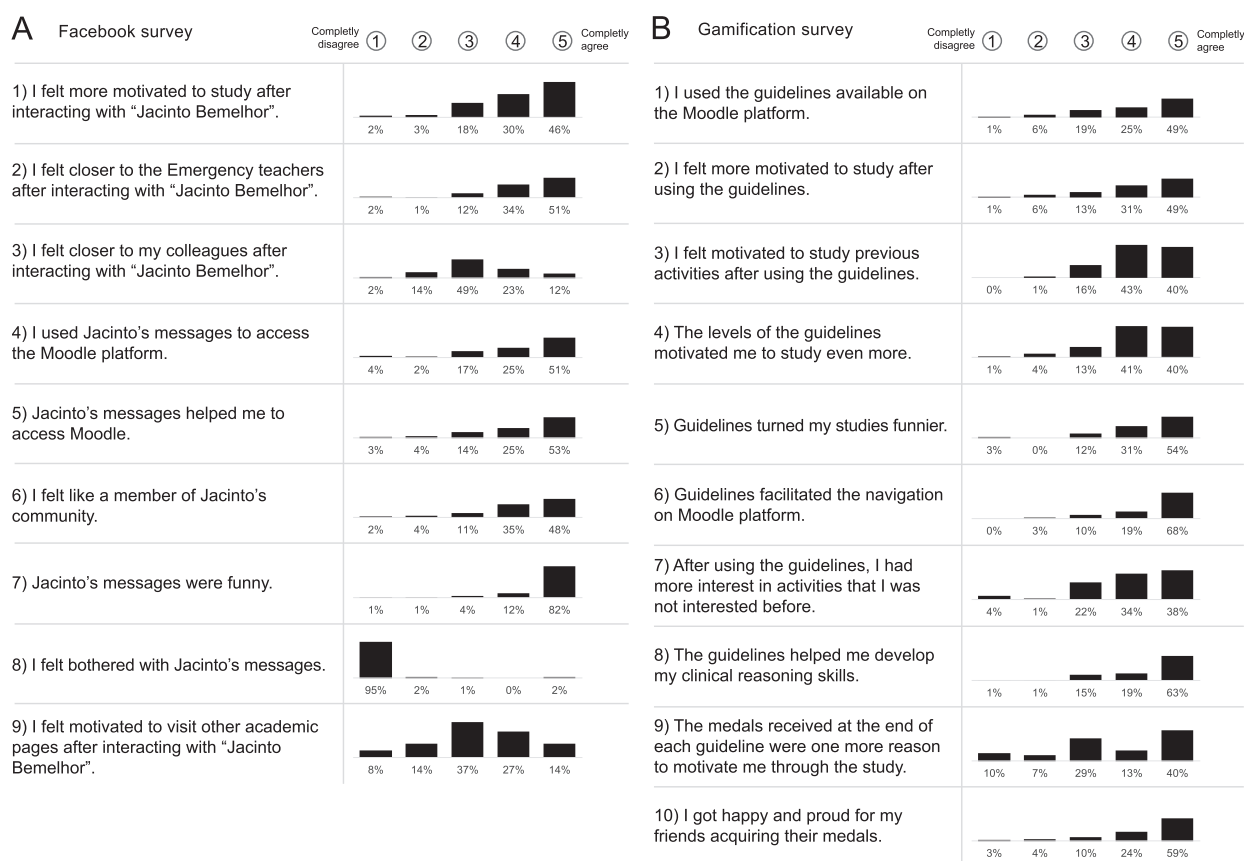 A Facebook survey
Completly
disagree 1 2 3 4 5 Completly
agree
1) I felt more motivated to study after
interacting with “Jacinto Bemelhor”.
2% 3% 18% 30% 46%
2) I felt closer to the Emergency teachers
after interacting with “Jacinto Bemelhor”.
2% 1% 12% 34% 51%
3) I felt closer to my colleagues after
interacting with “Jacinto Bemelhor”.
2% 14% 49% 23% 12%
4) I used Jacinto’s messages to access
the Moodle platform.
4% 2% 17% 25% 51%
5) Jacinto’s messages helped me to
access Moodle.
3% 4% 14% 25% 53%
6) I felt like a member of Jacinto’s
community.
2% 4% 11% 35% 48%
7) Jacinto’s messages were funny.
1% 1% 4% 12% 82%
8) I felt bothered with Jacinto’s messages.
95% 2% 1% 0% 2%
9) I felt motivated to visit other academic
pages after interacting with “Jacinto
Bemelhor”.
8% 14% 37% 27% 14%
B Gamification survey
Completly
disagree 1 2 3 4 5 Completly
agree
1) I used the guidelines available on
the Moodle platform.
1% 6% 19% 25% 49%
2) I felt more motivated to study after
using the guidelines.
1% 6% 13% 31% 49%
3) I felt motivated to study previous
activities after using the guidelines.
0% 1% 16% 43% 40%
4) The levels of the guidelines
motivated me to study even more.
1% 4% 13% 41% 40%
5) Guidelines turned my studies funnier.
3% 0% 12% 31% 54%
6) Guidelines facilitated the navigation
on Moodle platform.
0% 3% 10% 19% 68%
7) After using the guidelines, I had
more interest in activities that I was
not interested before.
4% 1% 22% 34% 38%
8) The guidelines helped me develop
my clinical reasoning skills.
1% 1% 15% 19% 63%
9) The medals received at the end of
each guideline were one more reason
to motivate me through the study.
10% 7% 29% 13% 40%
10) I got happy and proud for my
friends acquiring their medals.
3% 4% 10% 24% 59%